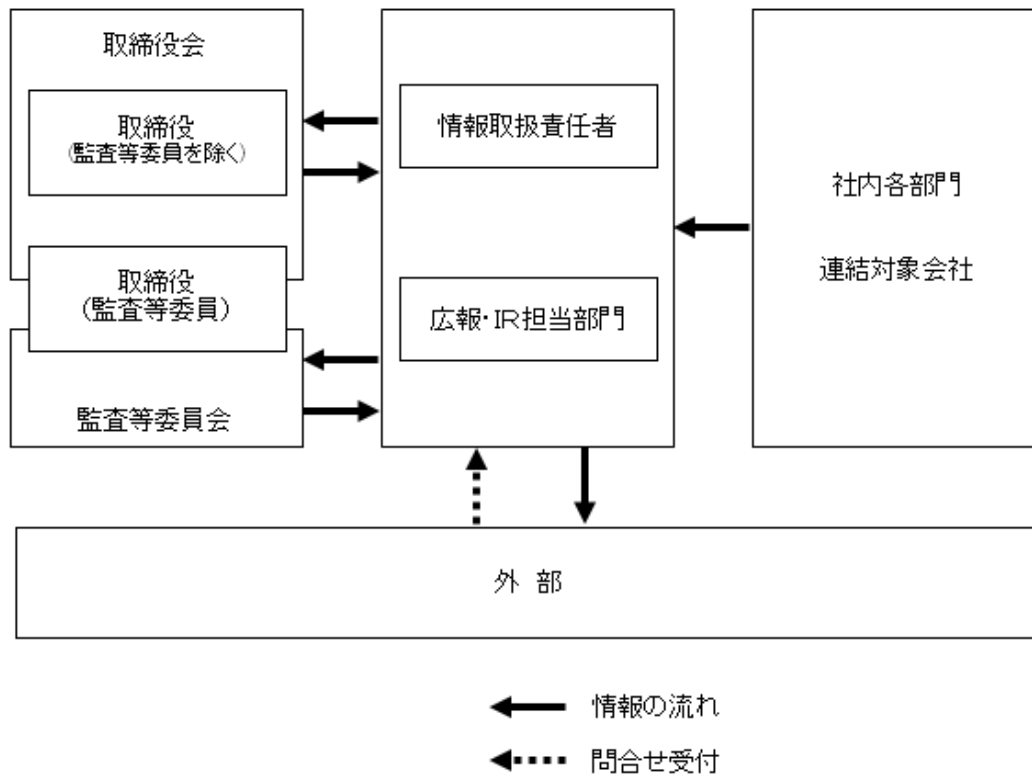 取締役会
取締役
(監査等委員を除く)
取締役
(監査等委員)
監査等委員会
情報取扱責任者
広報・IR担当部門
社内各部門
連結対象会社
外 部
情報の流れ
問合せ受付